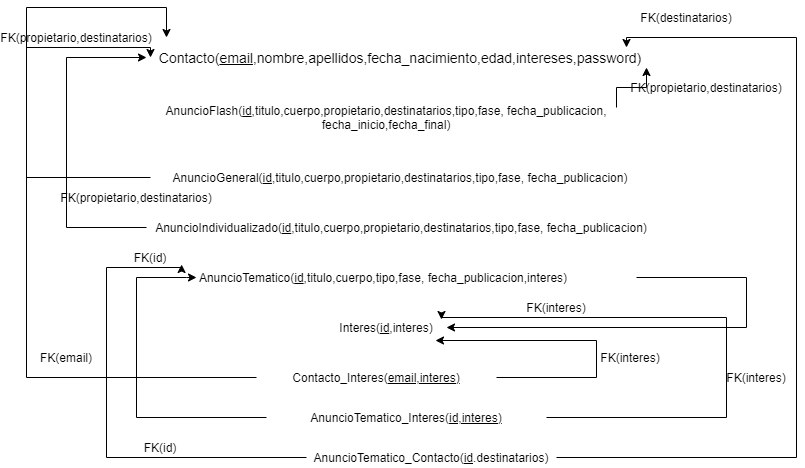 FK(destinatarios)
FK(propietario,destinatarios)
Contacto(email,nombre,apellidos,fecha_nacimiento,edad,intereses,password)
FK(propietario,destinatarios)
AnuncioFlash(id,titulo,cuerpo,propietario,destinatarios,tipo,fase, fecha_publicacion,
fecha_inicio,fecha_final)
AnuncioGeneral(id,titulo,cuerpo,propietario,destinatarios,tipo,fase, fecha_publicacion)
FK(propietario,destinatarios)
AnuncioIndividualizado(id,titulo,cuerpo,propietario,destinatarios,tipo,fase, fecha_publicacion)
FK(id)
AnuncioTematico(id,titulo,cuerpo,tipo,fase, fecha_publicacion,interes)
FK(interes)
Interes(id,interes)
FK(email)
FK(interes)
Contacto_Interes(email,interes)
FK(interes)
AnuncioTematico_Interes(id,interes)
FK(id)
AnuncioTematico_Contacto(id.destinatarios)